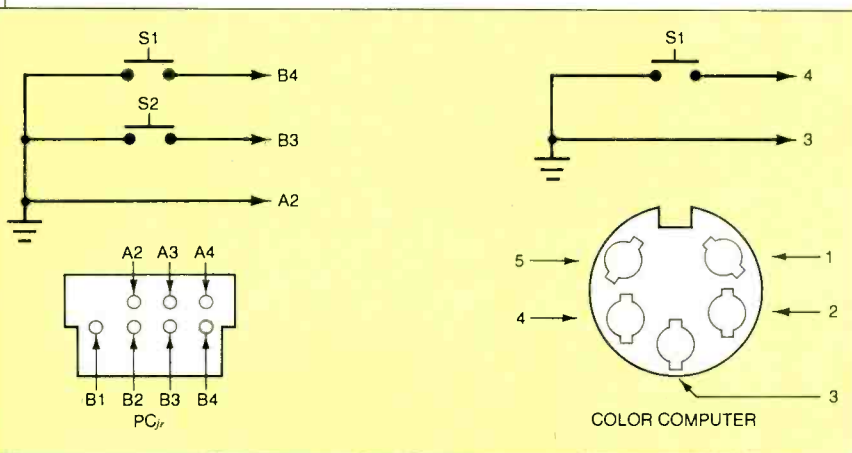 S1
B4
S2
B3
A2
A2 A3 A4
B1 B2 B3 B4
PCjr
S1
4
3
5
1
4
2
3
COLOR COMPUTER